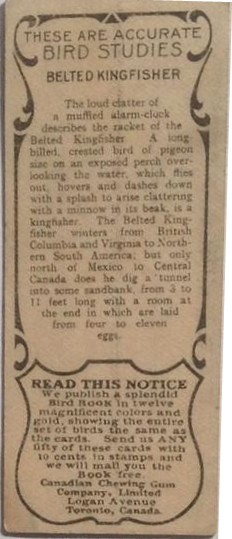 THESE ARE ACCURATE
BIRD STUDIES
BELTED KINGFISHER
The loud clatter of
a muffled alarm-clock
describes the racket of the
Belted Kingfisher A long
billed, crested bird of pigeon
size on an exposed perch over-
looking the water, which flies
out, hovers and dashes down
with a splash to arise clattering
with a minnow in its beak, is a
kingfisher. The Belted King-
fisher winters from British
Columbia and Virginia to North-
ern South America; but only
north of Mexico to Central
Canada does he dig a tunnel
into some sandbank, from 3 to
11 feet long with a room at
the end in which are laid
from four to eleven
eggs.
READ THIS NOTICE
We publish a splendid
Bird Book in twelve
magnificent colors and
gold, showing the entire
set of birds the same as
the cards. Send us ANY
fifty of these cards with
10 cents in stamps and
we will mail you the
Book free.
Canadian Chewing Gum
Company, Limited
Logan Avenue
Toronto, Canada.